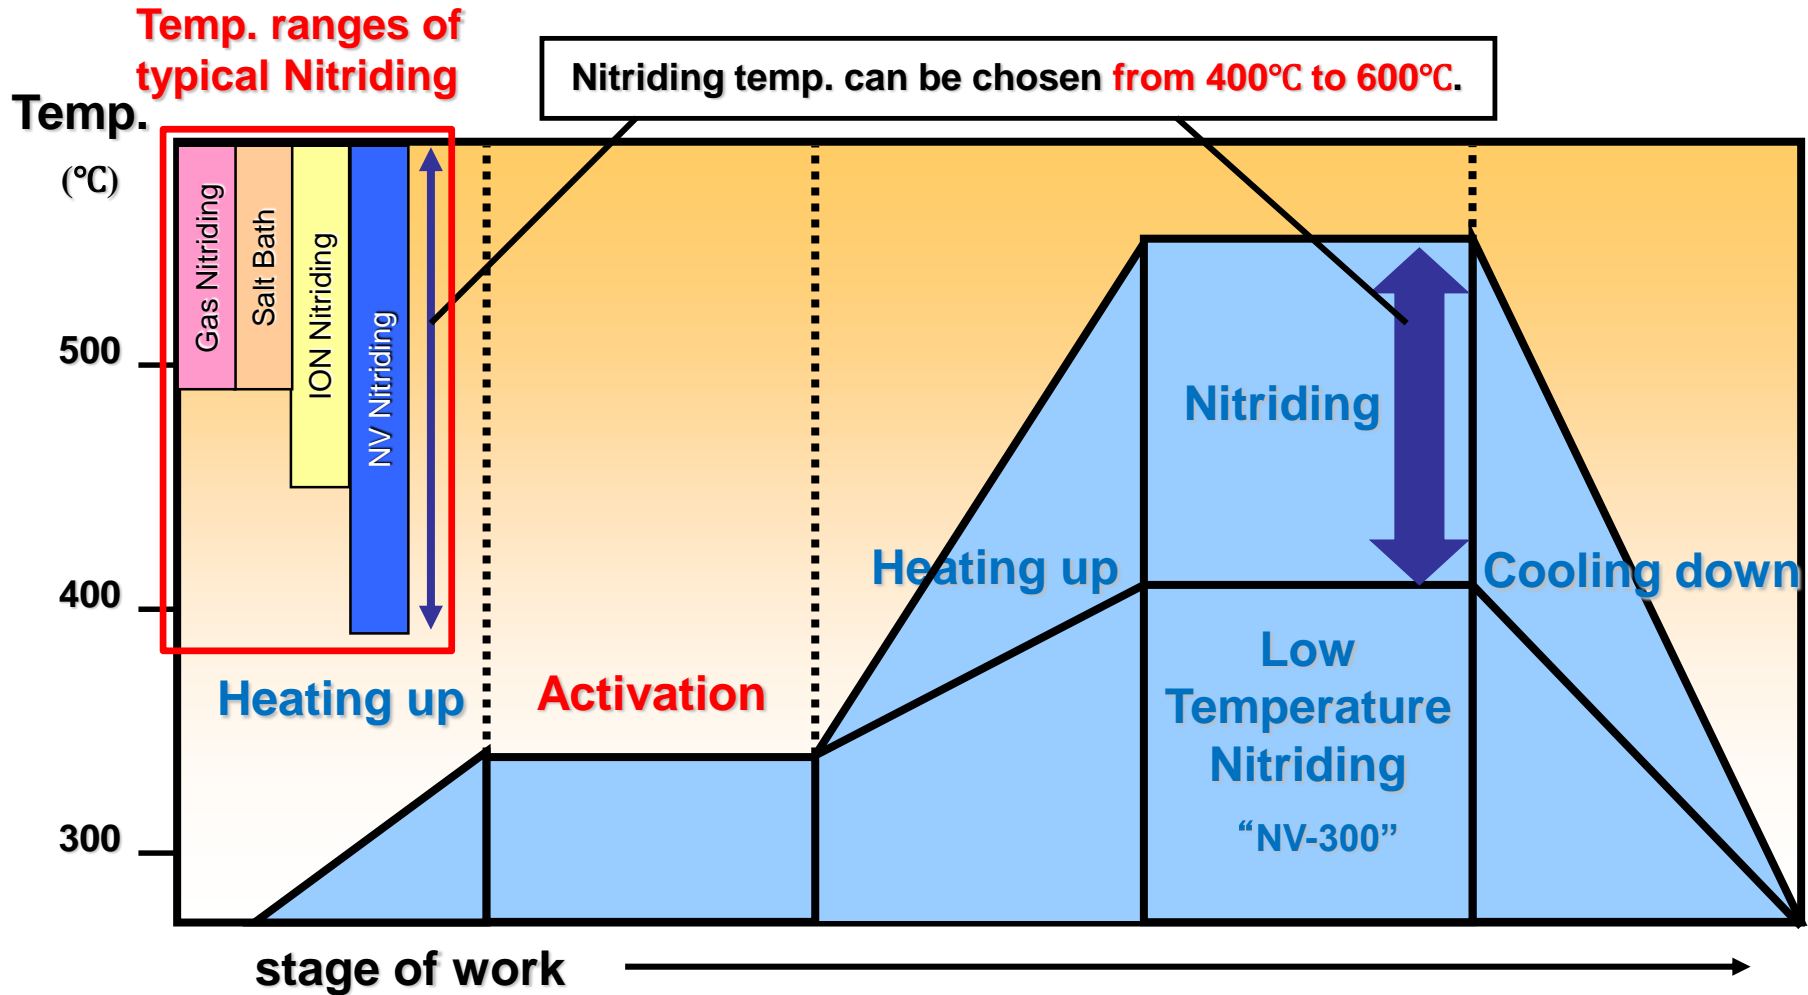 Temp. ranges of
typical Nitriding
Nitriding temp. can be chosen from 400℃ to 600℃.
Temp.
(℃)
Gas Nitriding
Salt Bath
ION Nitriding
NV Nitriding
500
400
300
Heating up
Activation
Heating up
Nitriding
Cooling down
Low
Temperature
Nitriding
“NV-300”
stage of work